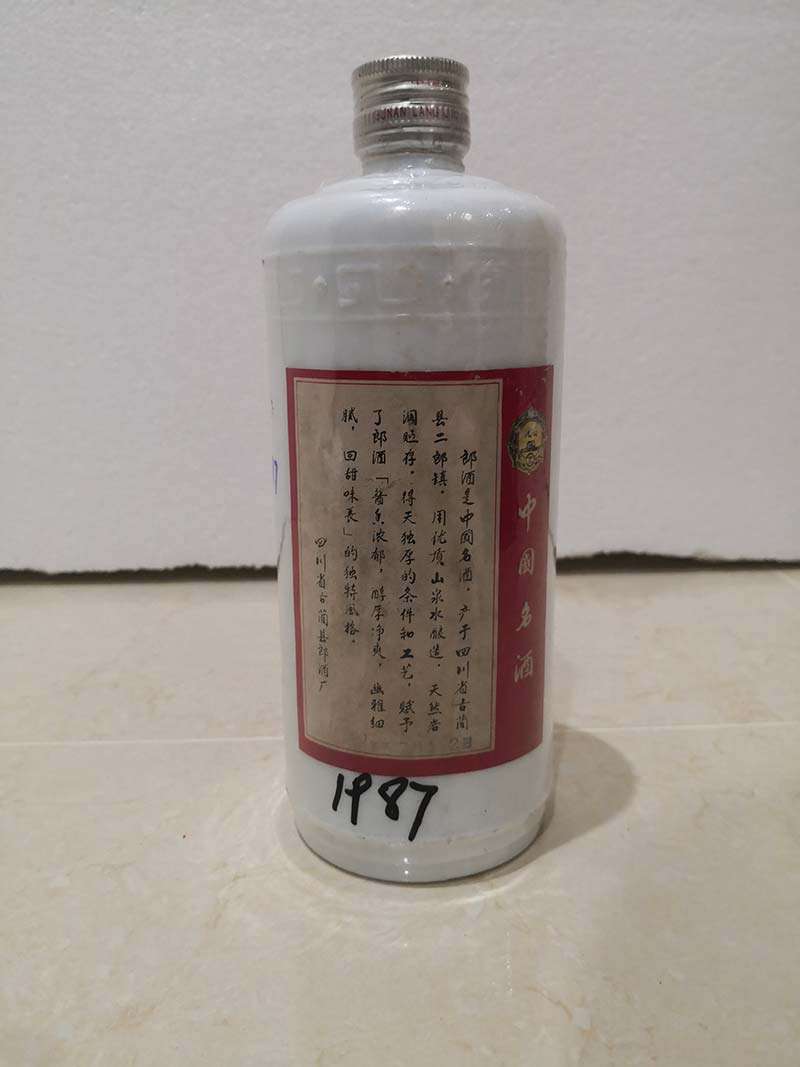 中國名酒
郎酒是中国名酒，产于四川省古蔺
县二郎镇，用优质山泉水酿造，天然岩
洞贮存，得天独厚的条件和工艺，赋予
了郎酒「酱香浓郁，醇厚净爽，幽雅细
腻，回甜味长」的独特风格。
四川省古蔺县郎酒厂
1987